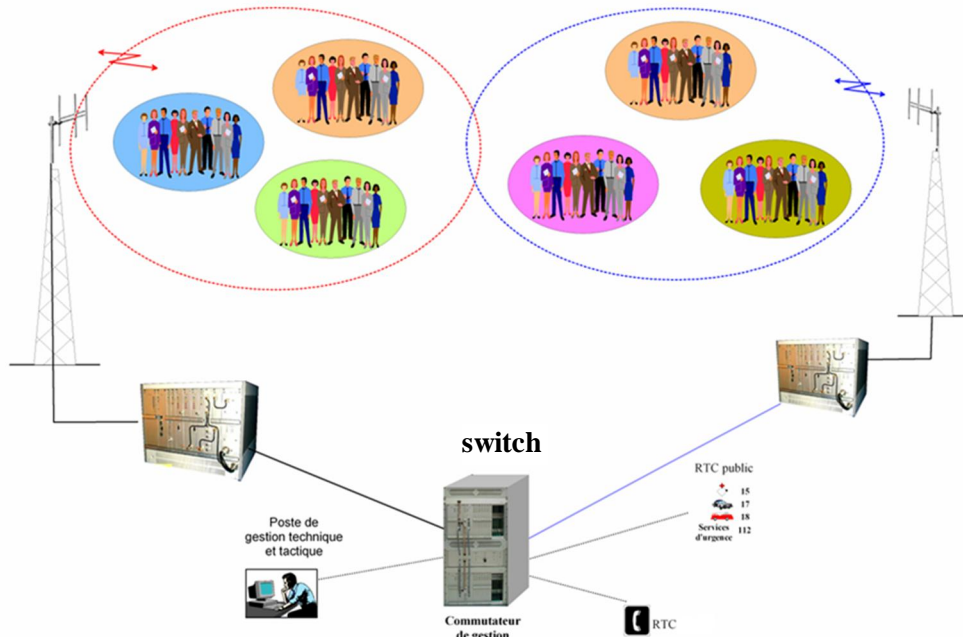 switch
RTC public
15
17
18
Services
d'urgence
112
Poste de
gestion technique
et tactique
Commutateur
de gestion
RTC